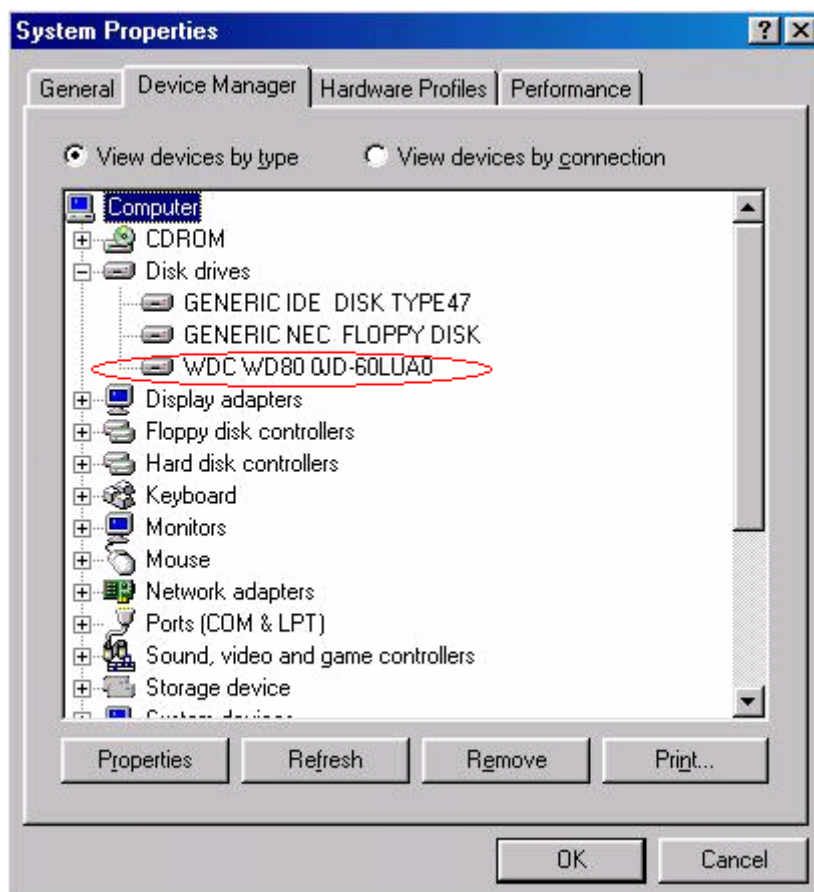 System Properties
General Device Manager Hardware Profiles Performance
View devices by type View devices by connection
Computer
CDROM
Disk drives
GENERIC IDE DISK TYPE47
GENERIC NEC FLOPPY DISK
WDC WD80 0JD-60LUA0
Display adapters
Floppy disk controllers
Hard disk controllers
Keyboard
Monitors
Mouse
Network adapters
Ports (COM & LPT)
Sound, video and game controllers
Storage device
Properties Refresh Remove Print...
OK Cancel